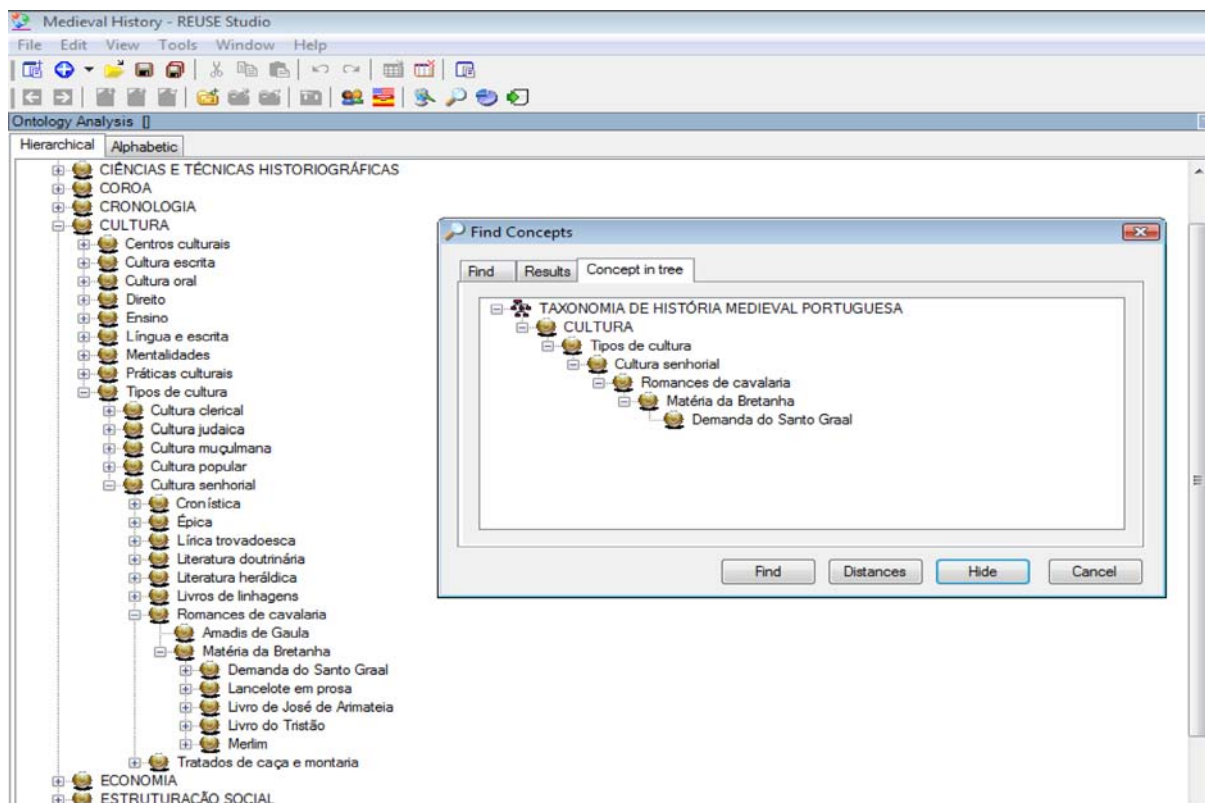 Medieval History - REUSE Studio
File Edit View Tools Window Help
Ontology Analysis []
Hierarchical Alphabetic
CIÊNCIAS E TÉCNICAS HISTORIOGRÁFICAS
COROA
CRONOLOGIA
CULTURA
Centros culturais
Cultura escrita
Cultura oral
Direito
Ensino
Língua e escrita
Mentalidades
Práticas culturais
Tipos de cultura
Cultura clerical
Cultura judaica
Cultura muçulmana
Cultura popular
Cultura senhorial
Cronística
Épica
Lírica trovadoesca
Literatura doutrinária
Literatura heráldica
Livros de linhagens
Romances de cavalaria
Amadis de Gaula
Matéria da Bretanha
Demanda do Santo Graal
Lancelote em prosa
Livro de José de Arimateia
Livro do Tristão
Merlim
Tratados de caça e montaria
ECONOMIA
ESTRUTURAÇÃO SOCIAL
Find Concepts
Find Results Concept in tree
TAXONOMIA DE HISTÓRIA MEDIEVAL PORTUGUESA
CULTURA
Tipos de cultura
Cultura senhorial
Romances de cavalaria
Matéria da Bretanha
Demanda do Santo Graal
Find Distances Hide Cancel